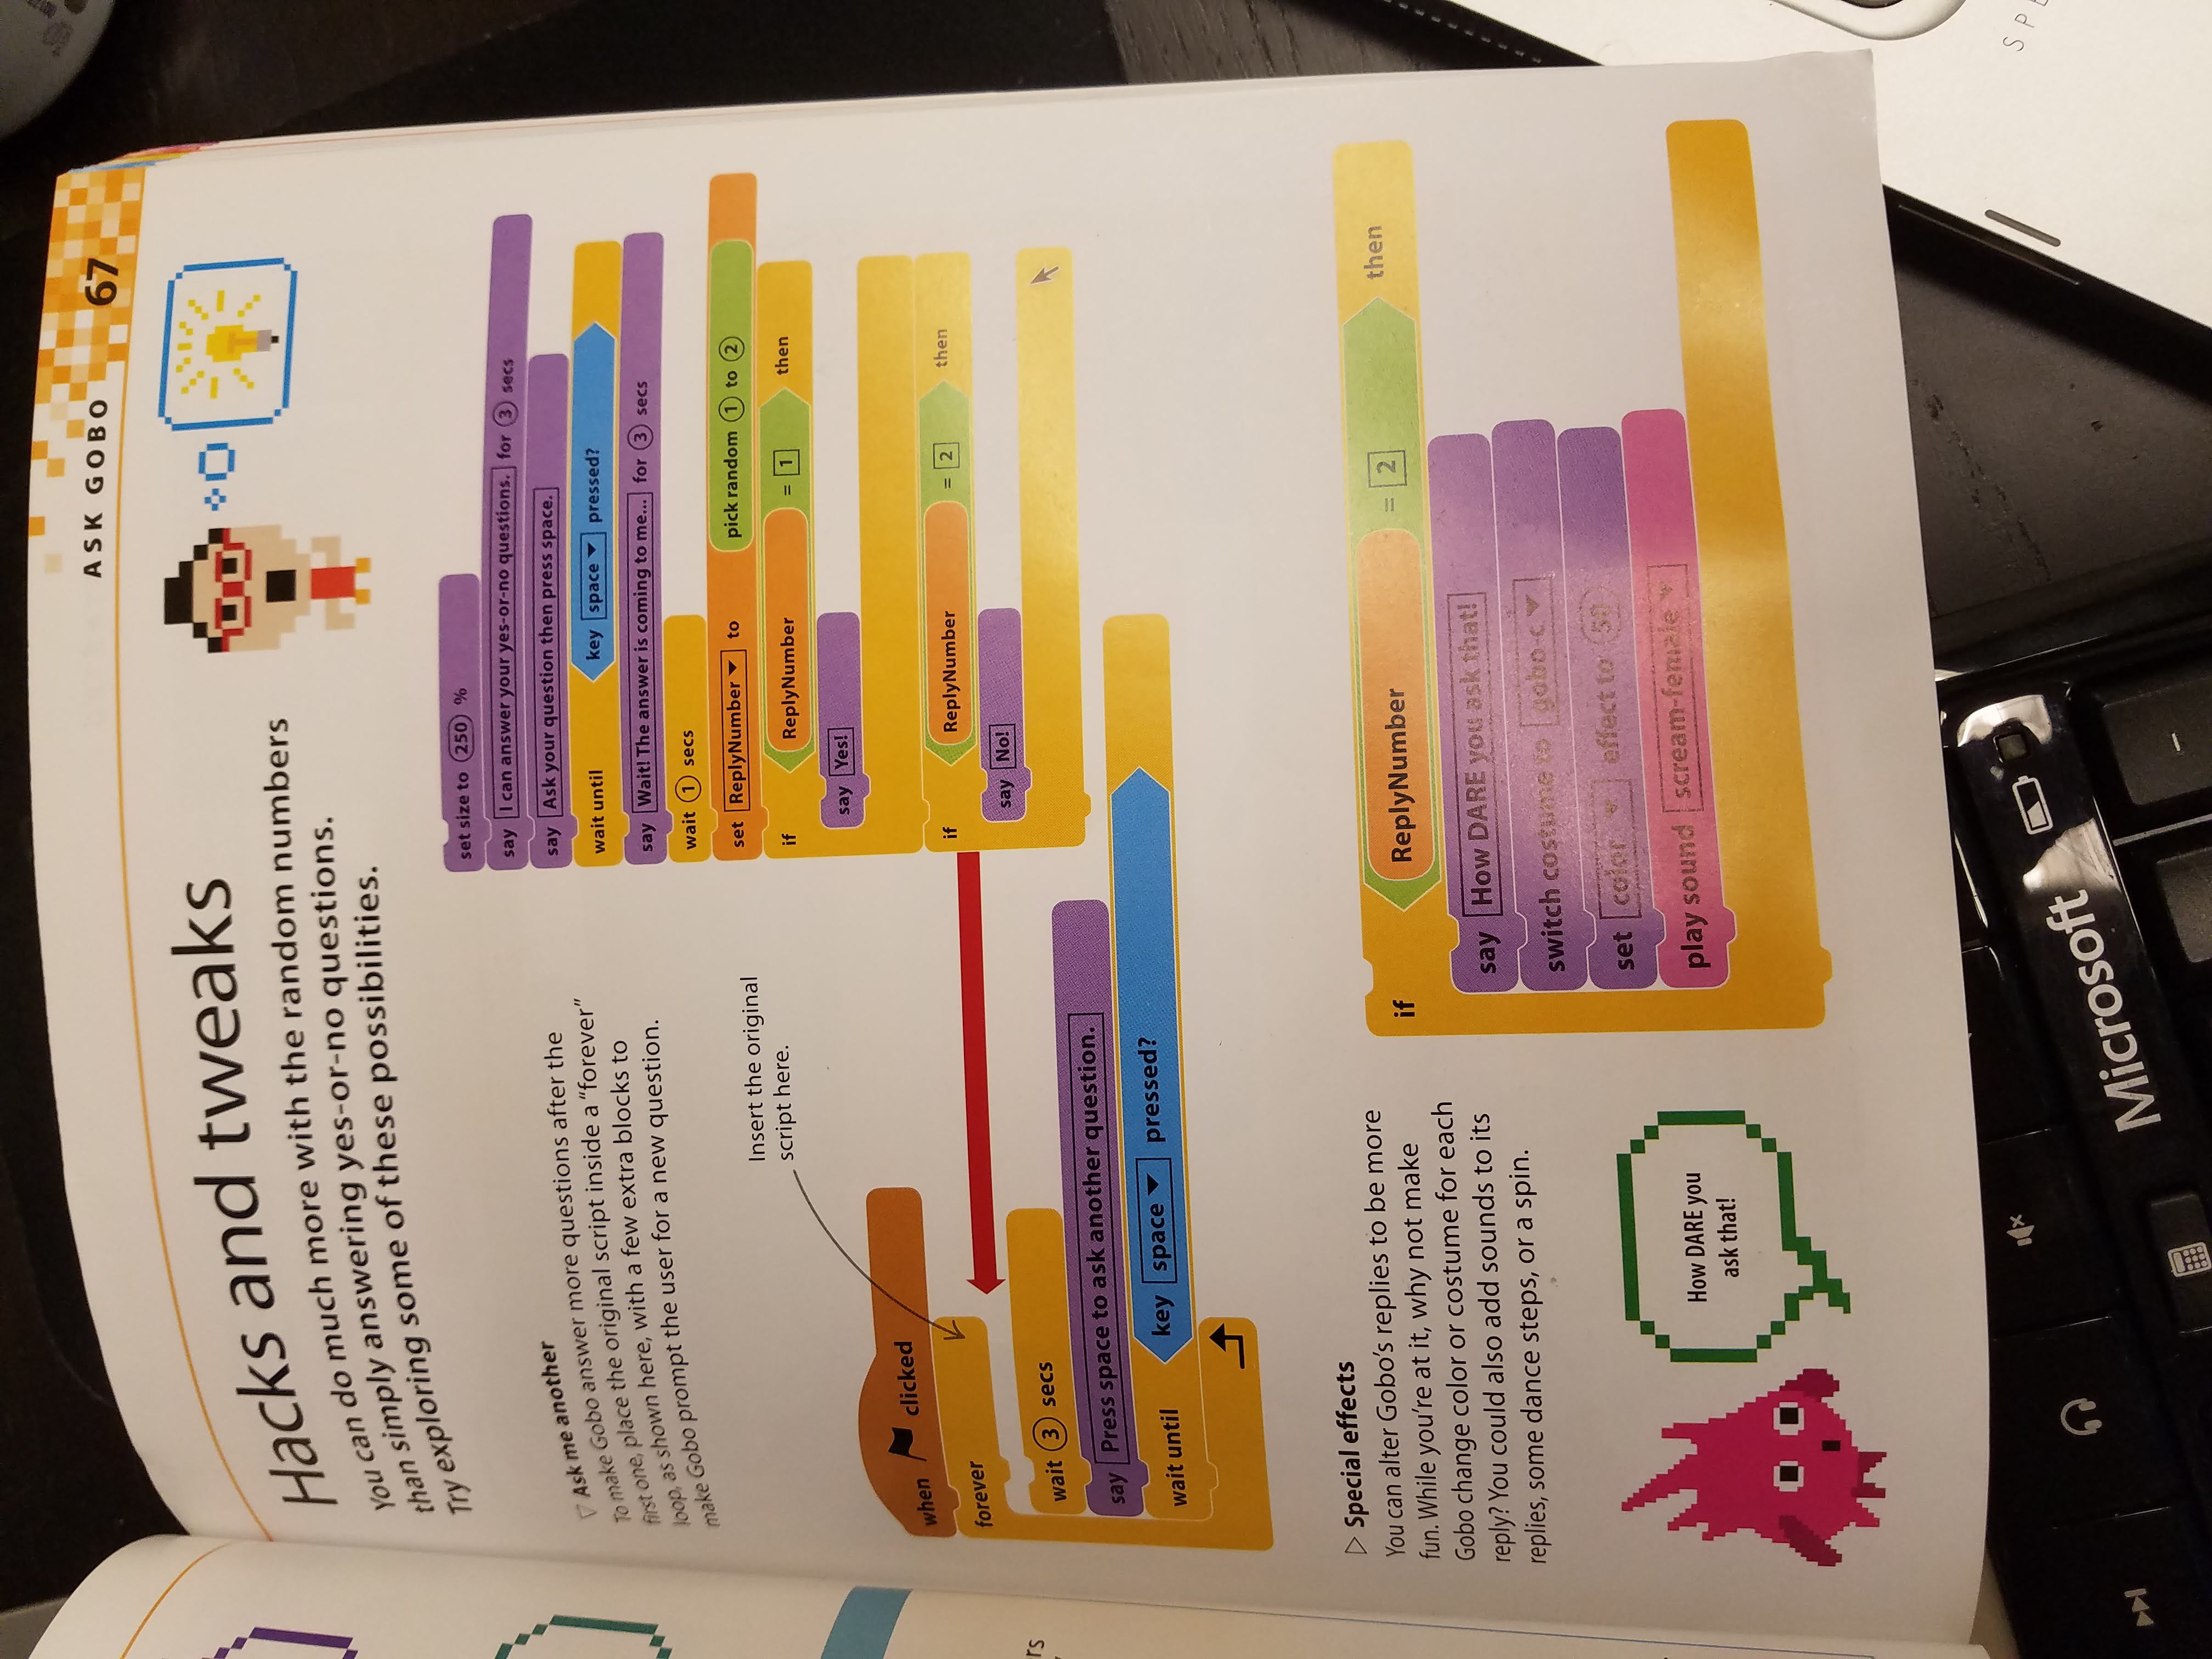 ASK GOBO 67
Hacks and tweaks
You can do much more with the random numbers
than simply answering yes-or-no questions.
Try exploring some of these possibilities.
▽ Ask me another
To make Gobo answer more questions after the
first one, place the original script inside a “forever”
loop, as shown here, with a few extra blocks to
make Gobo prompt the user for a new question.
Insert the original
script here.
when clicked
forever
wait 3 secs
say Press space to ask another question.
wait until key space ▼ pressed?
set size to 250 %
say I can answer your yes-or-no questions. for 3 secs
say Ask your question then press space.
wait until key space ▼ pressed?
say Wait! The answer is coming to me... for 3 secs
wait 1 secs
set ReplyNumber ▼ to pick random 1 to 2
if ReplyNumber = 1 then
say Yes!
if ReplyNumber = 2 then
say No!
▷ Special effects
You can alter Gobo’s replies to be more
fun. While you’re at it, why not make
Gobo change color or costume for each
reply? You could also add sounds to its
replies, some dance steps, or a spin.
How DARE you
ask that!
if ReplyNumber = 2 then
say How DARE you ask that!
switch costume to gobo-c ▼
set color ▼ effect to 50
play sound scream-female ▼
rs
Microsoft